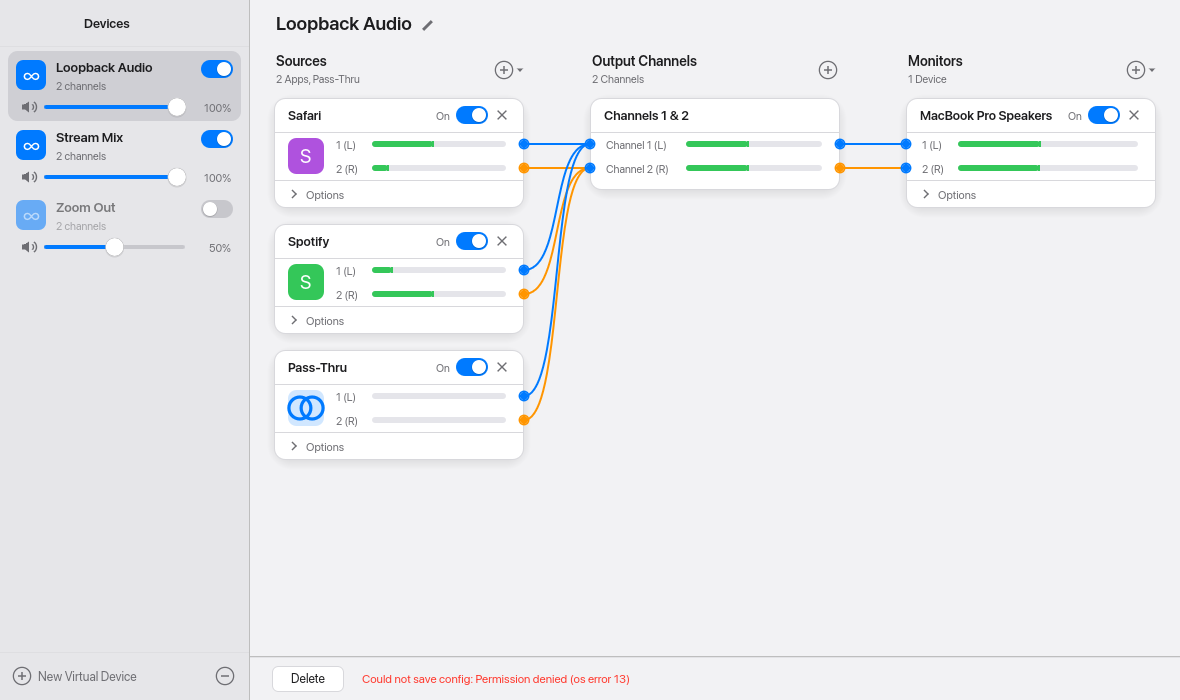 Devices
Loopback Audio
2 channels
100%
Stream Mix
2 channels
100%
Zoom Out
2 channels
50%
New Virtual Device
Loopback Audio
Sources
2 Apps, Pass-Thru
Safari
On
S
1 (L)
2 (R)
Options
Spotify
On
S
1 (L)
2 (R)
Options
Pass-Thru
On
1 (L)
2 (R)
Options
Output Channels
2 Channels
Channels 1 & 2
Channel 1 (L)
Channel 2 (R)
Monitors
1 Device
MacBook Pro Speakers
On
1 (L)
2 (R)
Options
Delete
Could not save config: Permission denied (os error 13)